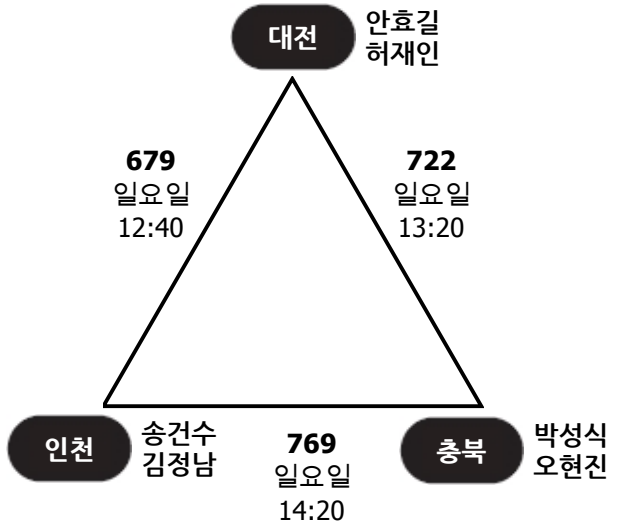 대전
안효길
허재인
679
일요일
12:40
722
일요일
13:20
인천
송건수
김정남
769
일요일
14:20
충북
박성식
오현진